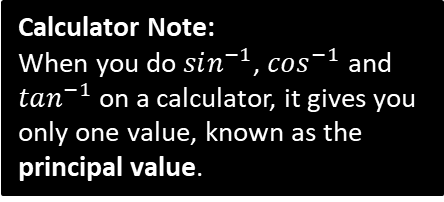 Calculator Note:
When you do sin⁻¹, cos⁻¹ and
tan⁻¹ on a calculator, it gives you
only one value, known as the
principal value.